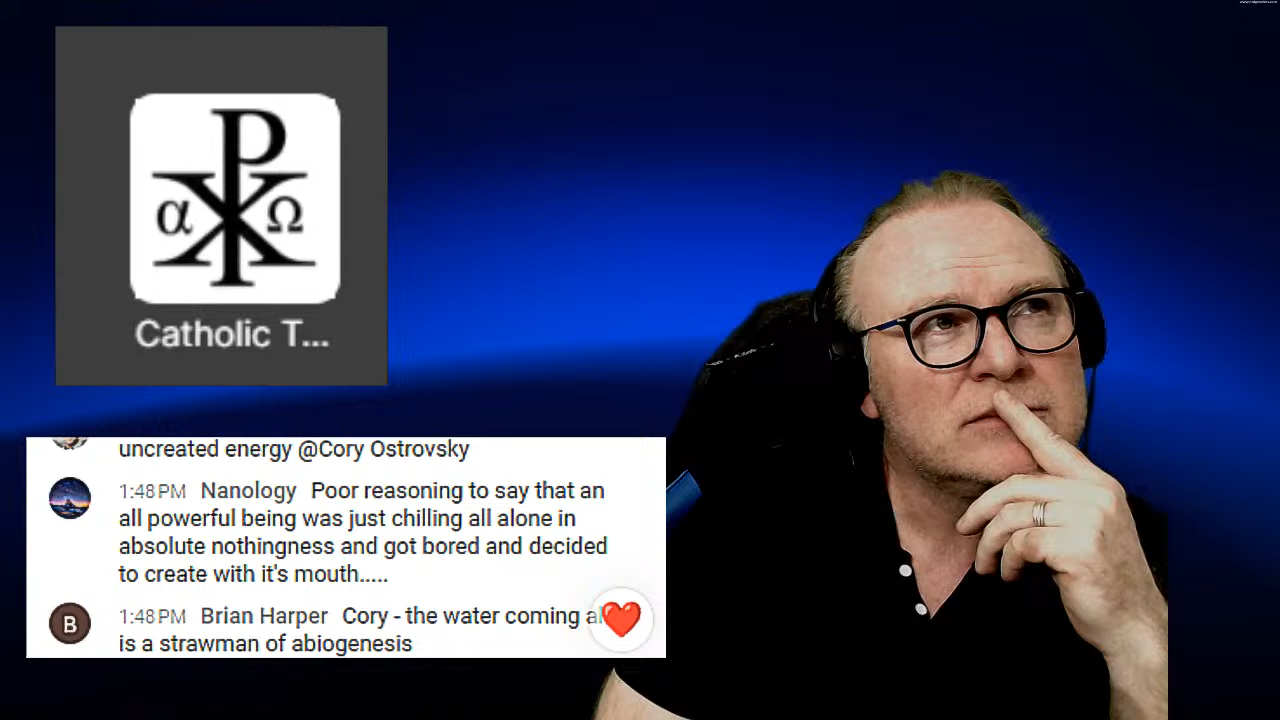 P
α Ω
Catholic T...
uncreated energy @Cory Ostrovsky
1:48 PM Nanology Poor reasoning to say that an
all powerful being was just chilling all alone in
absolute nothingness and got bored and decided
to create with it's mouth.....
B 1:48 PM Brian Harper Cory - the water coming al
is a strawman of abiogenesis